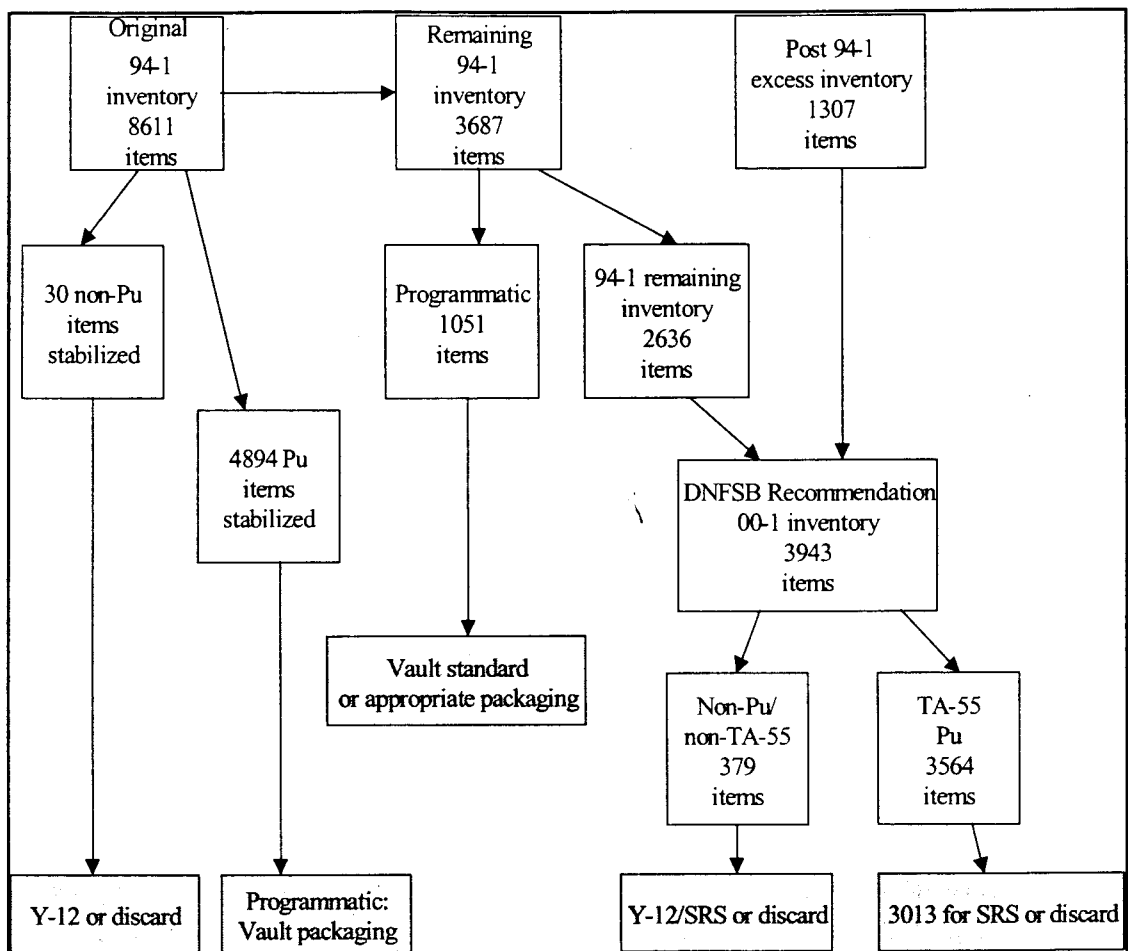 Original
94-1
inventory
8611
items
Remaining
94-1
inventory
3687
items
Post 94-1
excess inventory
1307
items
30 non-Pu
items
stabilized
4894 Pu
items
stabilized
Programmatic
1051
items
94-1 remaining
inventory
2636
items
DNFSB Recommendation
00-1 inventory
3943
items
Vault standard
or appropriate packaging
Non-Pu/
non-TA-55
379
items
TA-55
Pu
3564
items
Y-12 or discard
Programmatic:
Vault packaging
Y-12/SRS or discard
3013 for SRS or discard